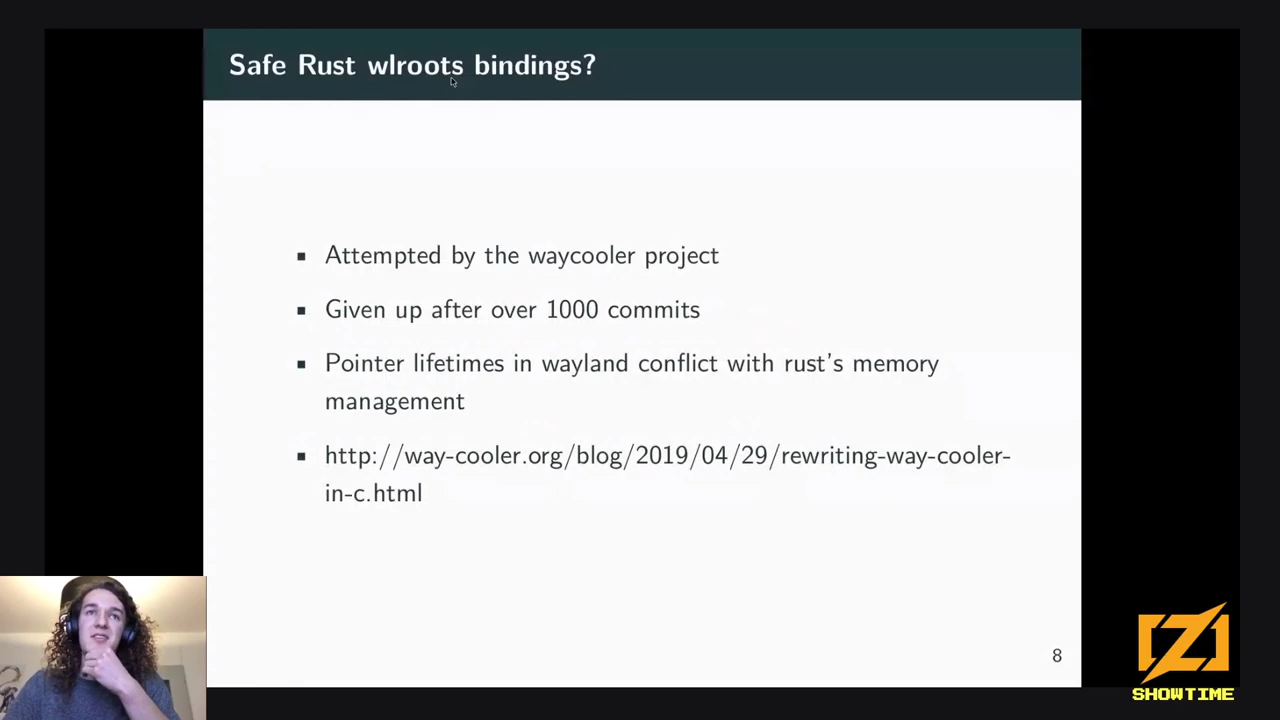 Safe Rust wlroots bindings?
Attempted by the waycooler project
Given up after over 1000 commits
Pointer lifetimes in wayland conflict with rust's memory
management
http://way-cooler.org/blog/2019/04/29/rewriting-way-cooler-
in-c.html
8
Z
SHOWTIME